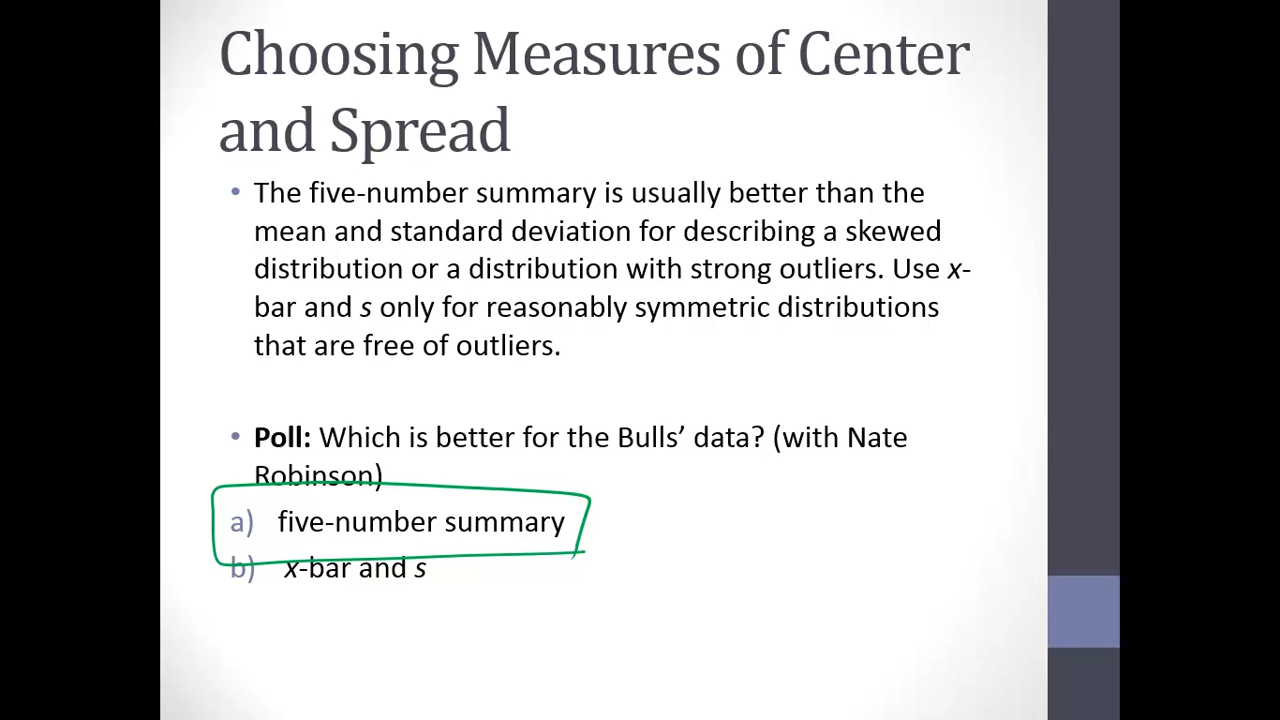 Choosing Measures of Center
and Spread
• The five-number summary is usually better than the
mean and standard deviation for describing a skewed
distribution or a distribution with strong outliers. Use x-
bar and s only for reasonably symmetric distributions
that are free of outliers.
• Poll: Which is better for the Bulls’ data? (with Nate
Robinson)
a) five-number summary
b) x-bar and s